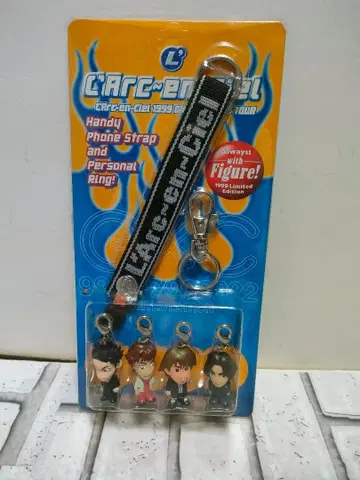 L'
L'Arc~en~Ciel
L'Arc~en~Ciel 1999 TOUR
Handy
Phone Strap
and
Personal
Ring!
L'Arc~en~Ciel
Always!
with
Figure!
1999 Limited
Edition